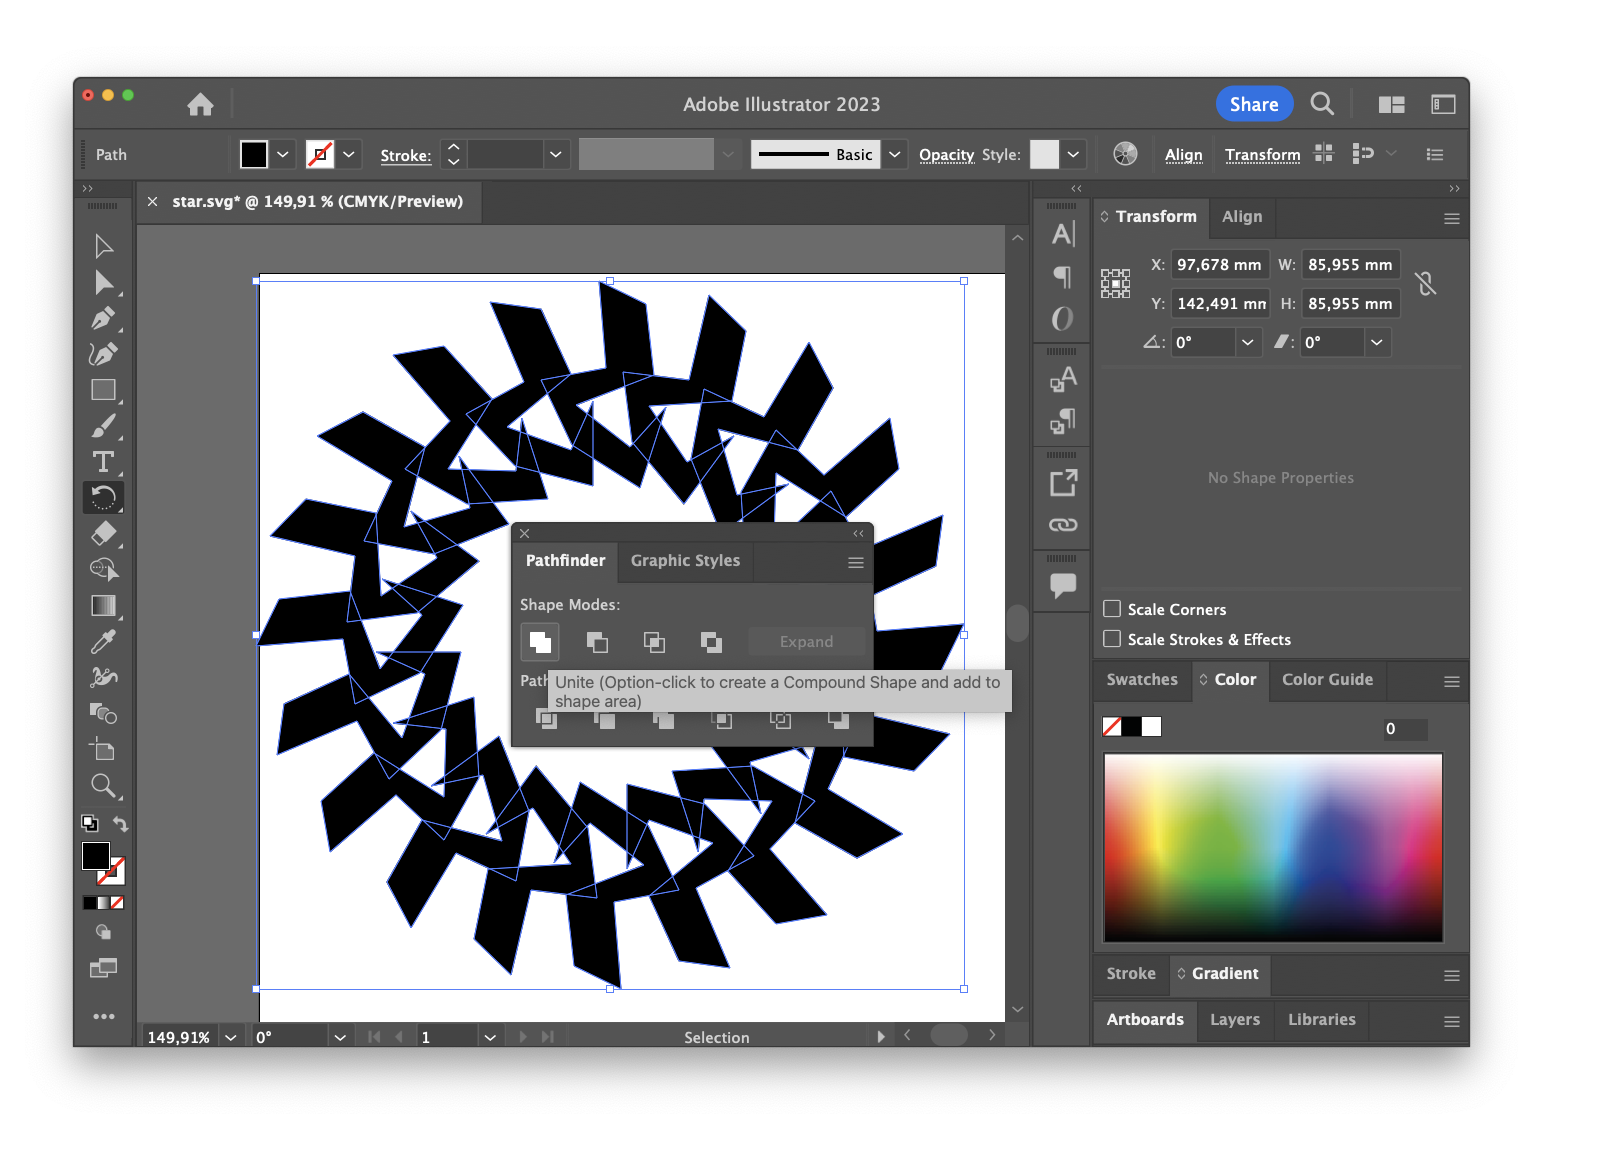 Adobe Illustrator 2023
Share
Path
Stroke:
Basic
Opacity
Style:
Align
Transform
× star.svg* @ 149,91 % (CMYK/Preview)
Transform
Align
X: 97,678 mm W: 85,955 mm
Y: 142,491 mm H: 85,955 mm
0°
0°
No Shape Properties
Scale Corners
Scale Strokes & Effects
Pathfinder
Graphic Styles
Shape Modes:
Expand
Path
Unite (Option-click to create a Compound Shape and add to
shape area)
Swatches
Color
Color Guide
0
Stroke
Gradient
Artboards
Layers
Libraries
149,91%
0°
1
Selection